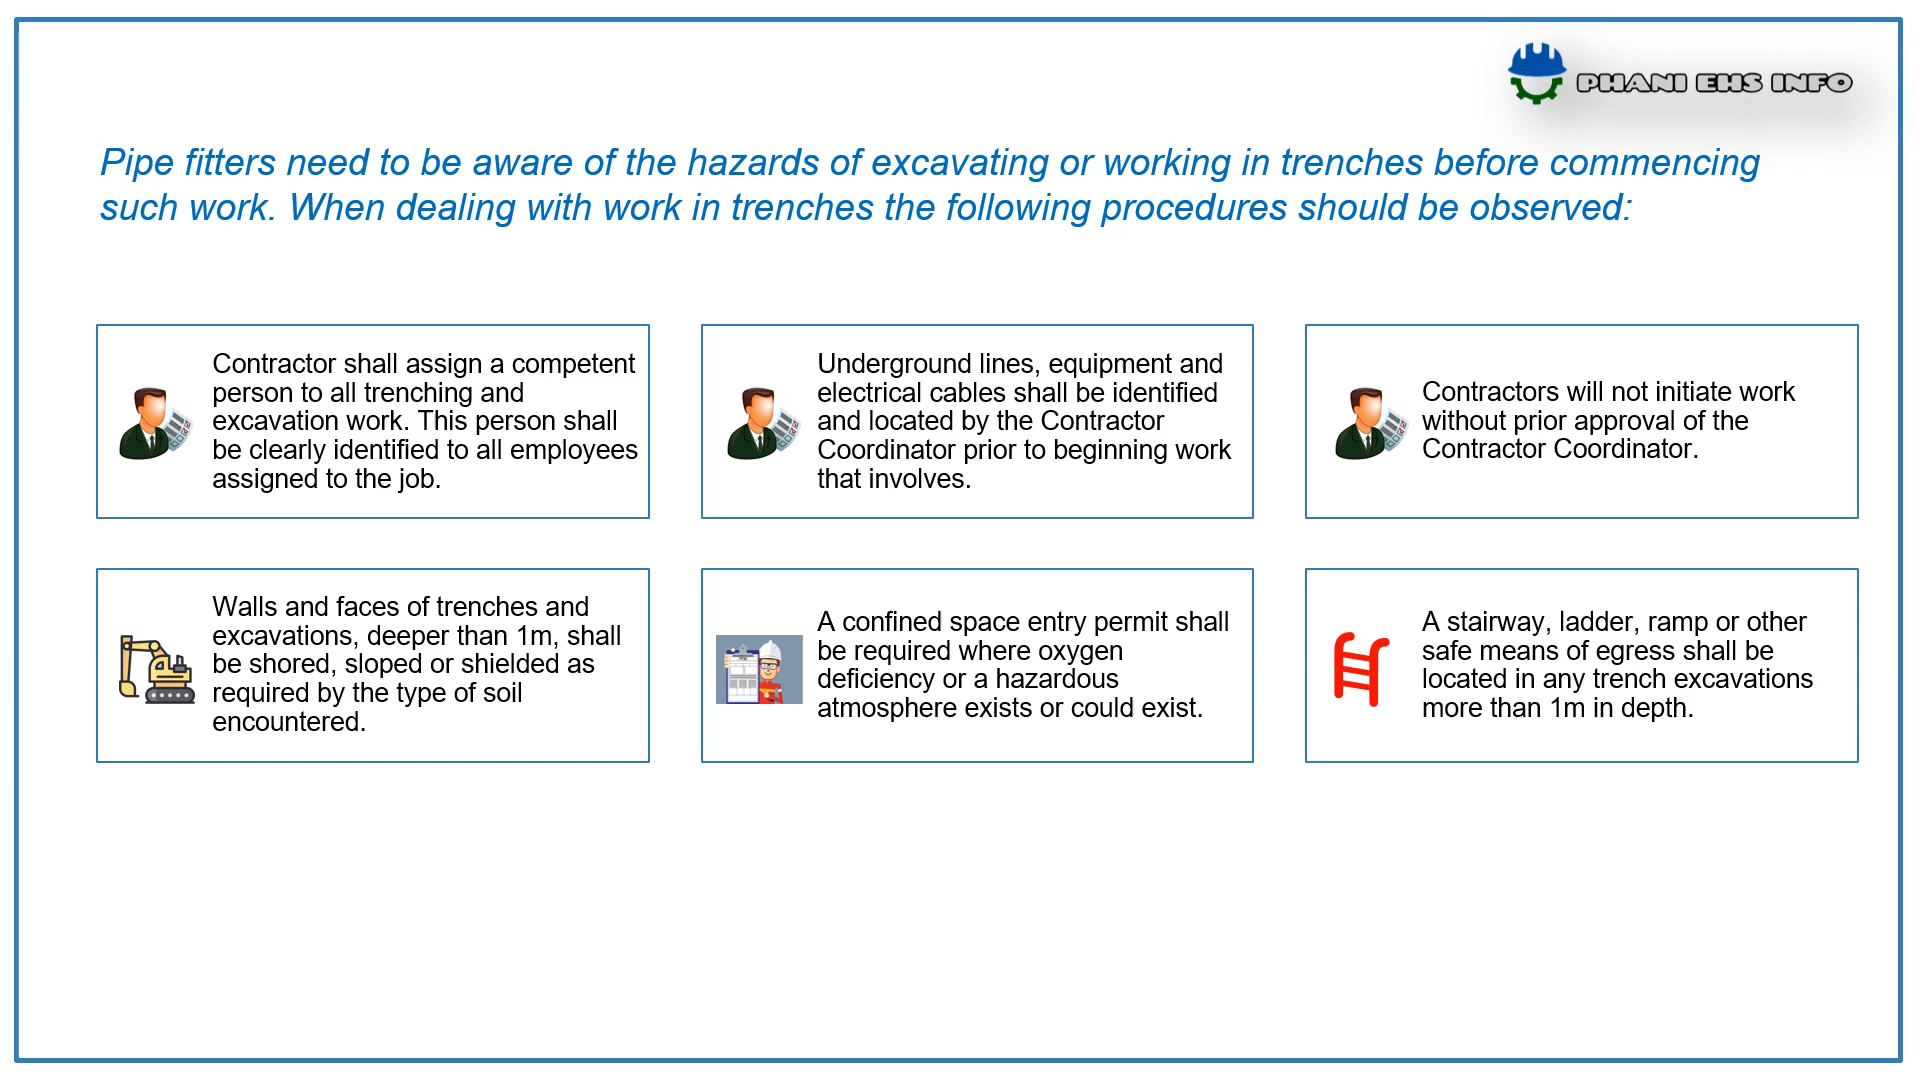 PHANI EHS INFO
Pipe fitters need to be aware of the hazards of excavating or working in trenches before commencing
such work. When dealing with work in trenches the following procedures should be observed:
Contractor shall assign a competent
person to all trenching and
excavation work. This person shall
be clearly identified to all employees
assigned to the job.
Underground lines, equipment and
electrical cables shall be identified
and located by the Contractor
Coordinator prior to beginning work
that involves.
Contractors will not initiate work
without prior approval of the
Contractor Coordinator.
Walls and faces of trenches and
excavations, deeper than 1m, shall
be shored, sloped or shielded as
required by the type of soil
encountered.
A confined space entry permit shall
be required where oxygen
deficiency or a hazardous
atmosphere exists or could exist.
A stairway, ladder, ramp or other
safe means of egress shall be
located in any trench excavations
more than 1m in depth.